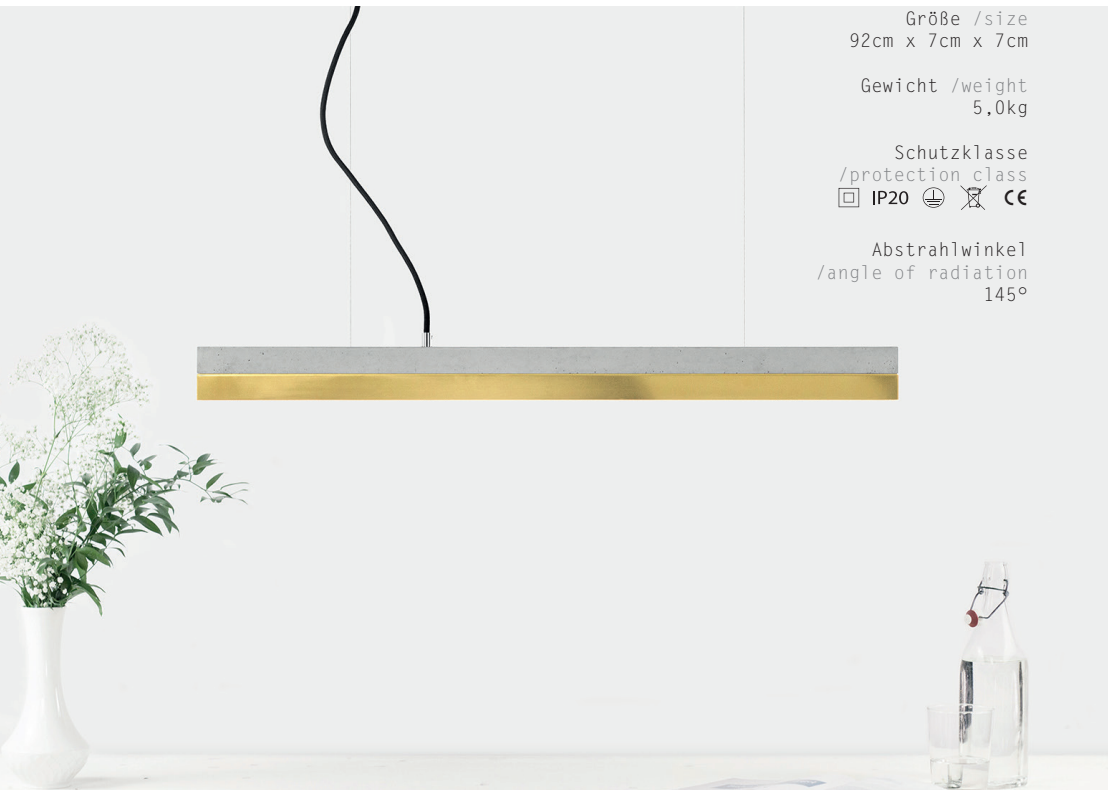 Größe /size
92cm x 7cm x 7cm
Gewicht /weight
5,0kg
Schutzklasse
/protection class
IP20 CE
Abstrahlwinkel
/angle of radiation
145°